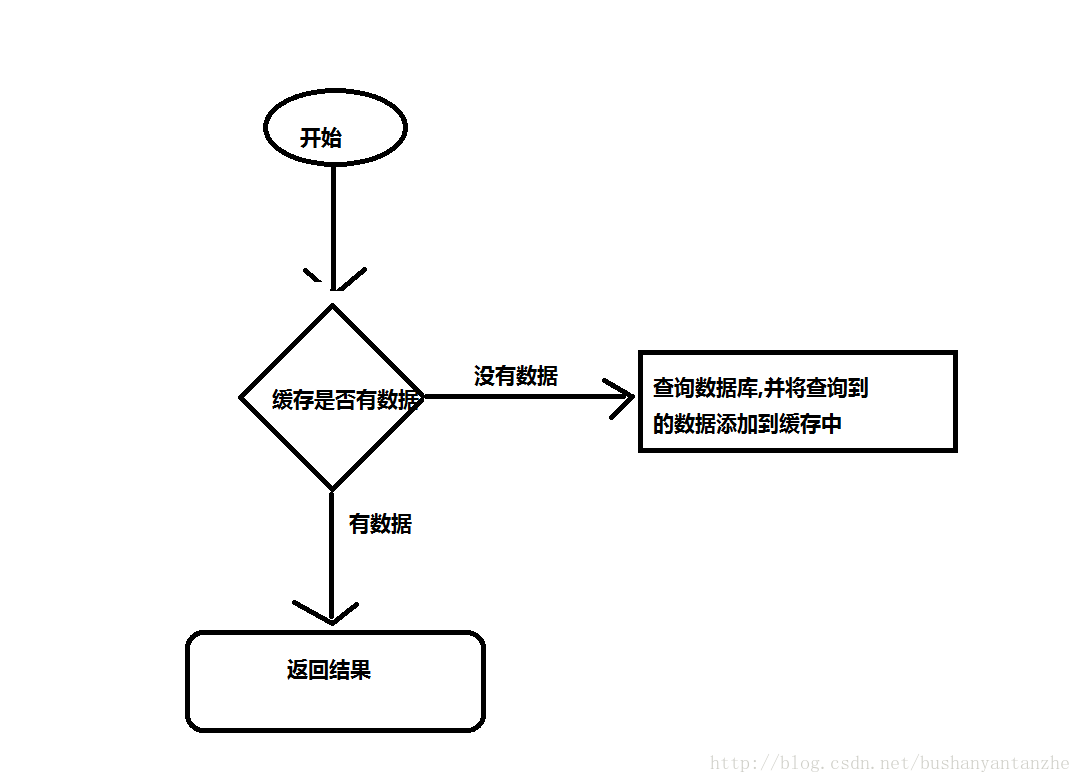 开始
缓存是否有数据
没有数据
查询数据库,并将查询到
的数据添加到缓存中
有数据
返回结果
http://blog.csdn.net/bushanyantanzhe